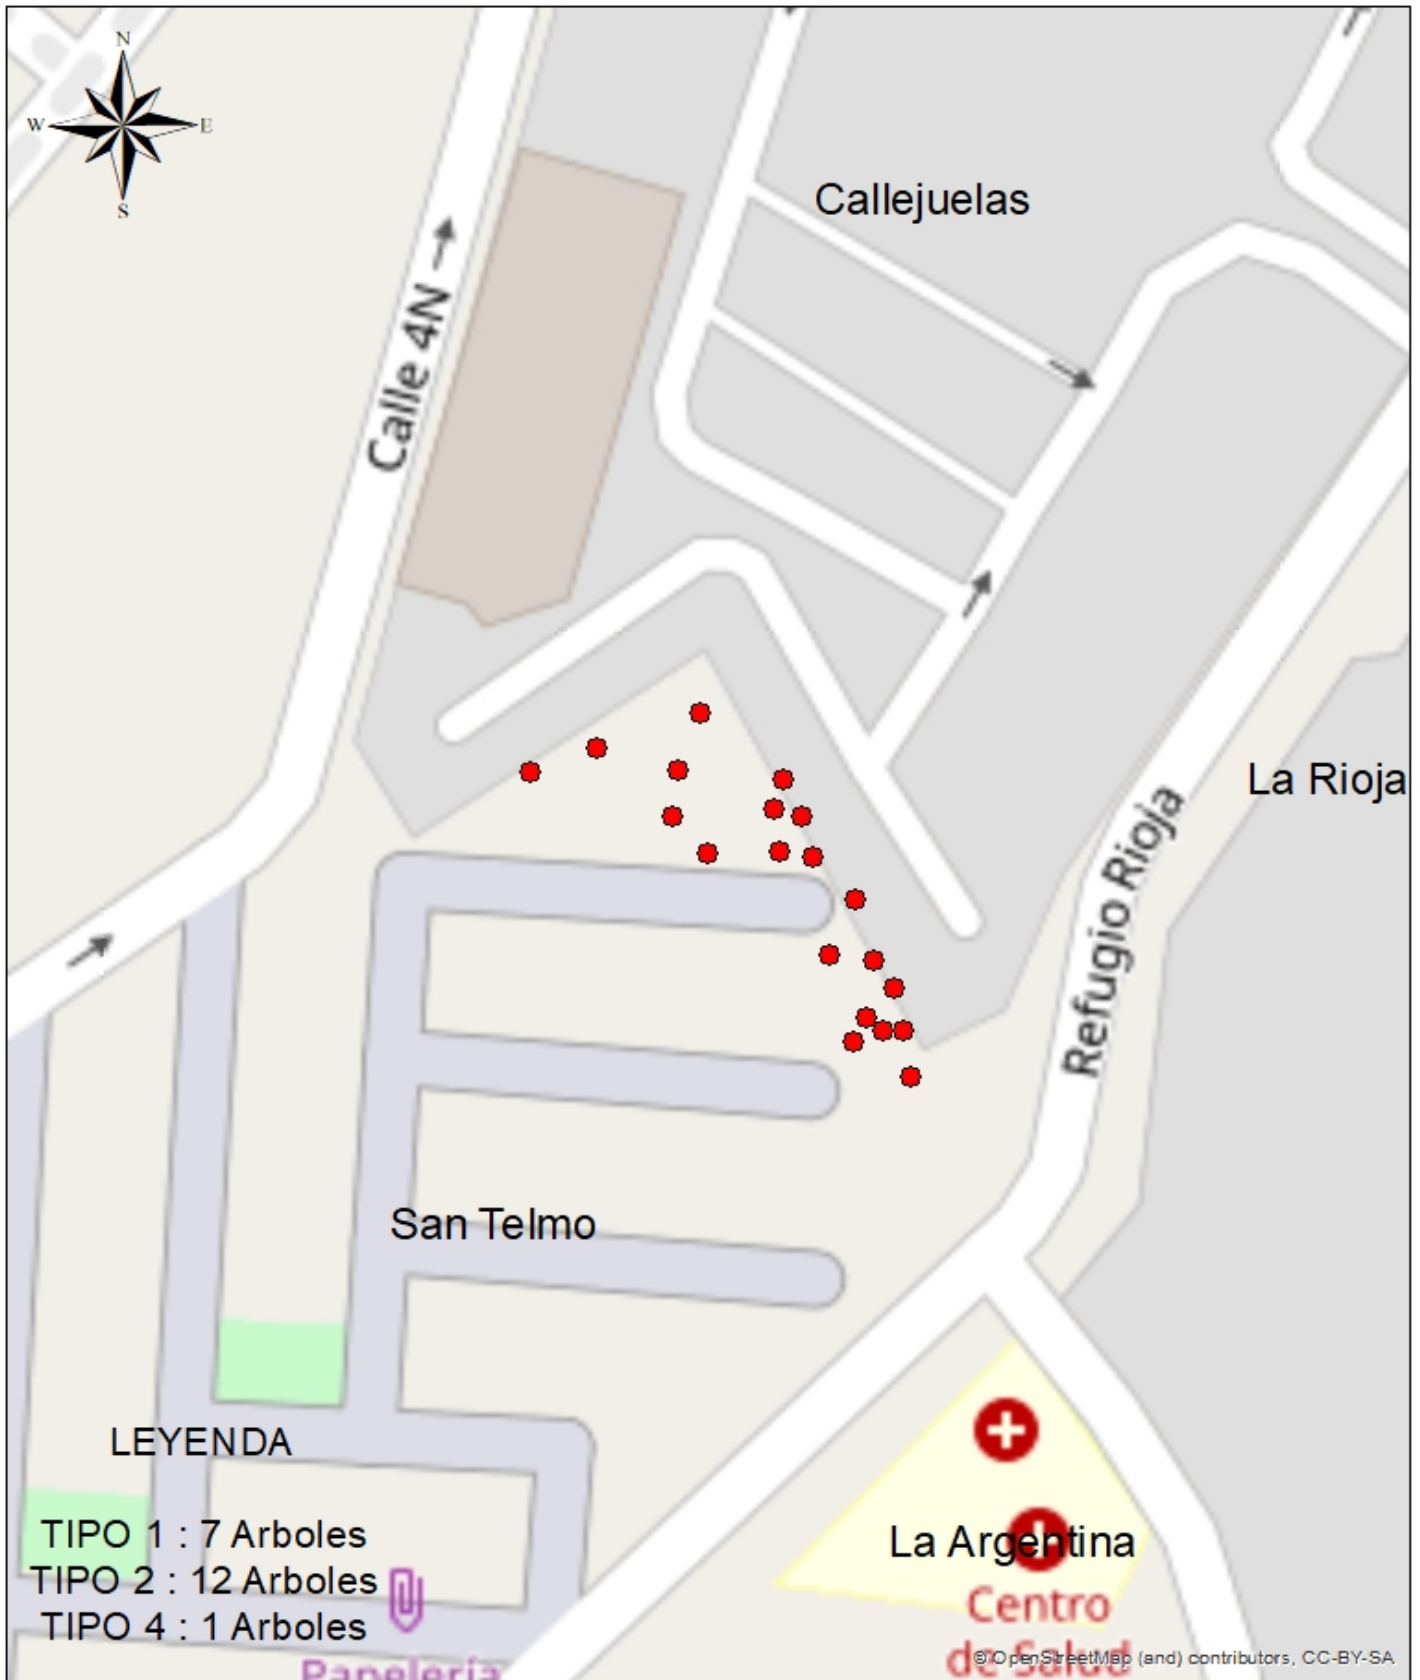 N
W E
S
Callejuelas
Calle 4N
La Rioja
Refugio Rioja
San Telmo
LEYENDA
TIPO 1 : 7 Arboles
TIPO 2 : 12 Arboles
TIPO 4 : 1 Arboles
La Argentina
Centro
de Salud
Papelería
© OpenStreetMap (and) contributors, CC-BY-SA